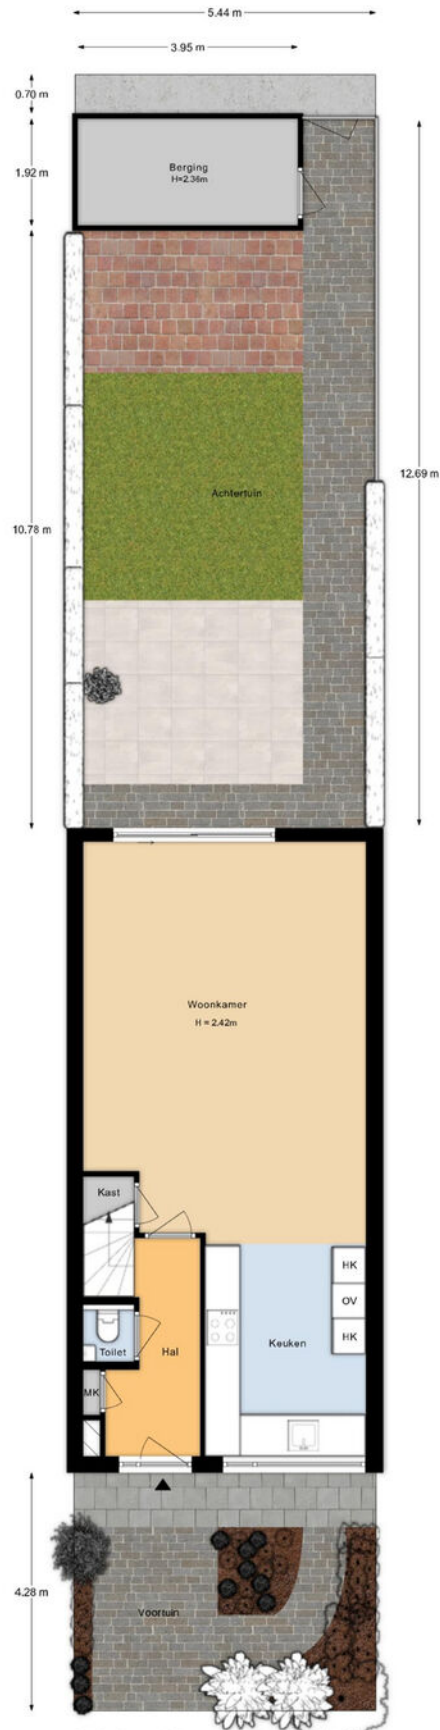 5.44 m
3.95 m
0.70 m
1.92 m
Berging
H=2.36m
12.69 m
Achtertuin
10.78 m
Woonkamer
H = 2.42m
Kast
HK
OV
HK
Keuken
Toilet
Hal
MK
4.28 m
Voortuin